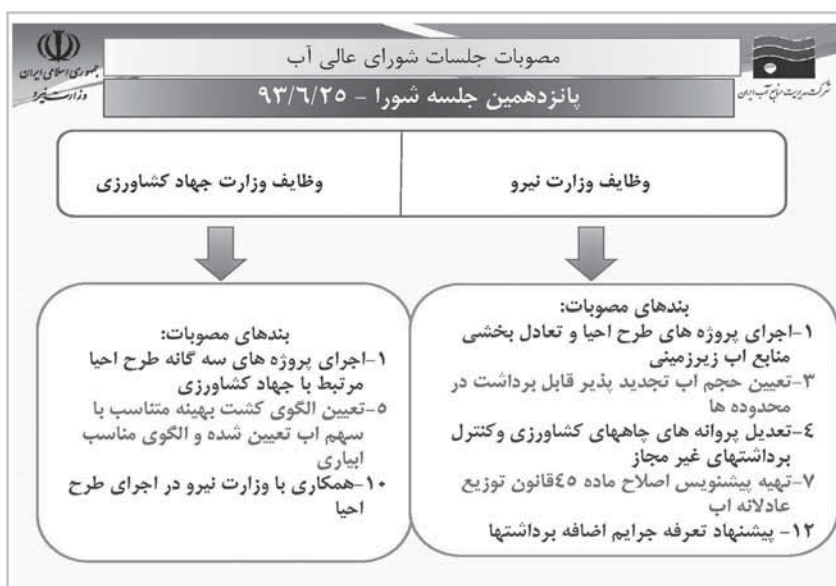 مصوبات جلسات شورای عالی آب
پانزدهمین جلسه شورا - ۹۳/۶/۲۵
جمهوری اسلامی ایران
وزارت نیرو
شرکت مدیریت منابع آب ایران
وظایف وزارت نیرو
وظایف وزارت جهاد کشاورزی
بندهای مصوبات:
۱-اجرای پروژه های طرح احیا و تعادل بخشی
منابع اب زیرزمینی
۳-تعیین حجم اب تجدید پذیر قابل برداشت در
محدوده ها
۴-تعدیل پروانه های چاههای کشاورزی وکنترل
برداشتهای غیر مجاز
۷-تهیه پیشنویس اصلاح ماده ٤٥قانون توزیع
عادلانه اب
۱۲- پیشنهاد تعرفه جرایم اضافه برداشتها
بندهای مصوبات:
۱-اجرای پروژه های سه گانه طرح احیا
مرتبط با جهاد کشاورزی
۵-تعیین الگوی کشت بهینه متناسب با
سهم اب تعیین شده و الگوی مناسب
ابیاری
۱۰-همکاری با وزارت نیرو در اجرای طرح
احیا